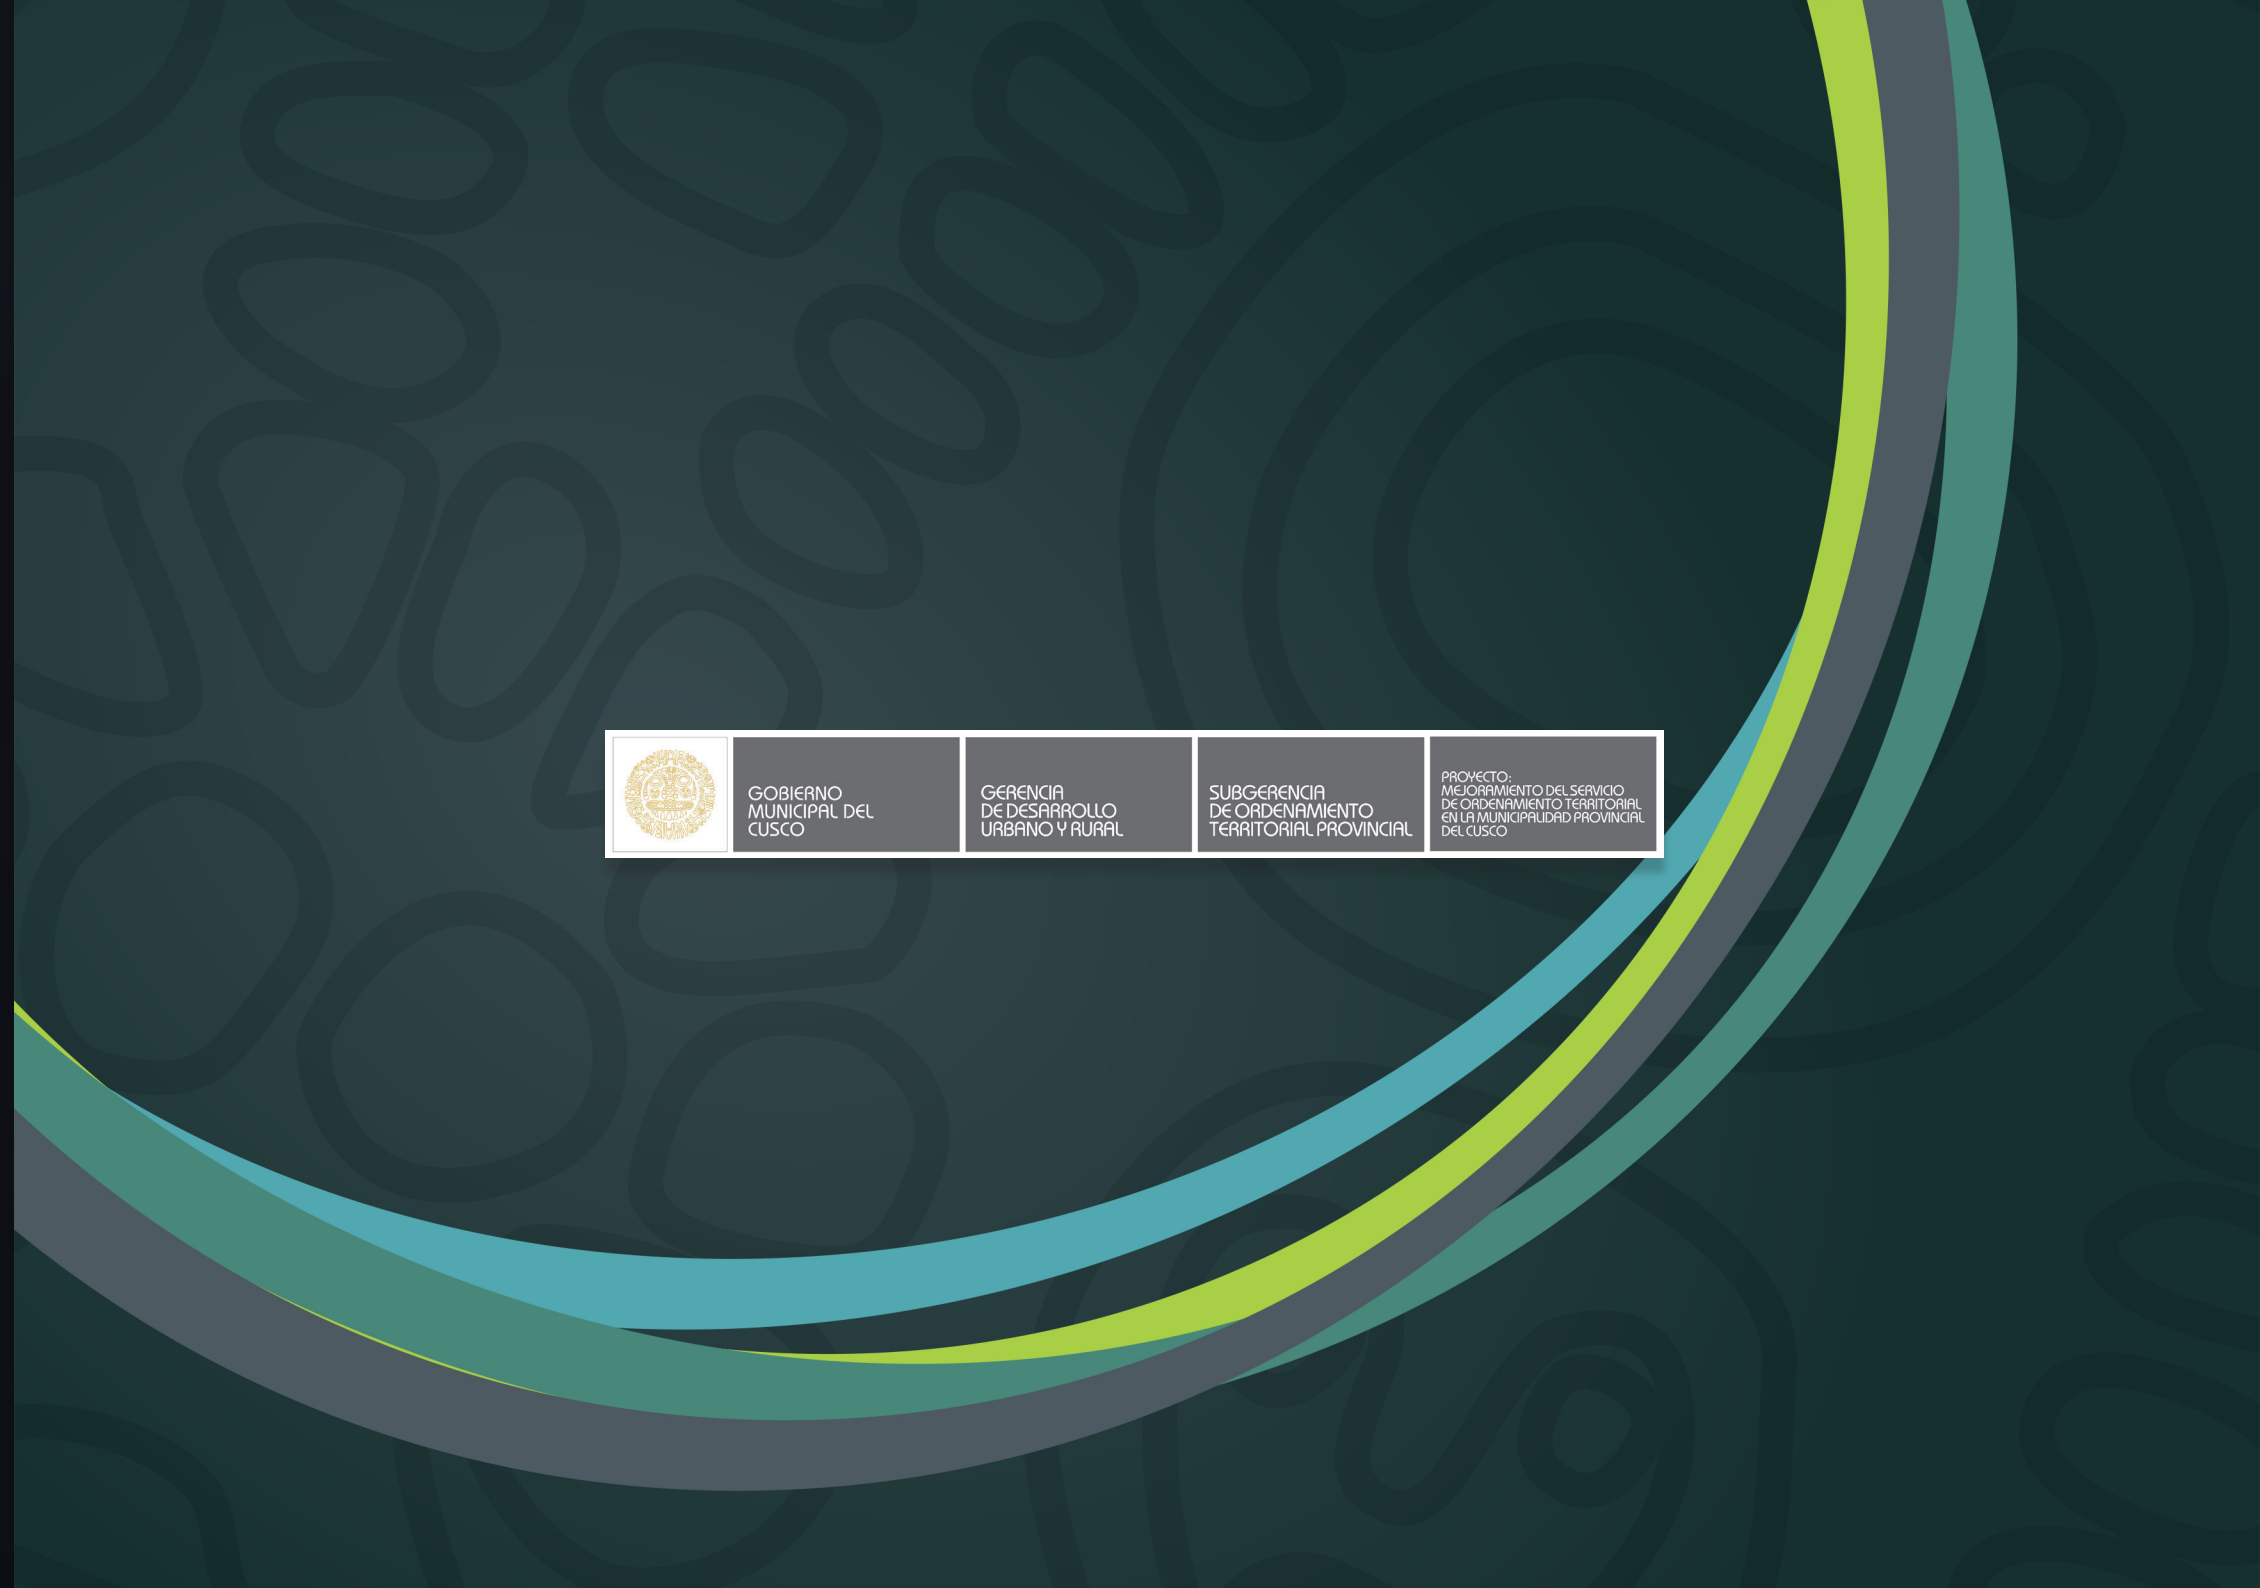 GOBIERNO
MUNICIPAL DEL
CUSCO
GERENCIA
DE DESARROLLO
URBANO Y RURAL
SUBGERENCIA
DE ORDENAMIENTO
TERRITORIAL PROVINCIAL
PROYECTO:
MEJORAMIENTO DEL SERVICIO
DE ORDENAMIENTO TERRITORIAL
EN LA MUNICIPALIDAD PROVINCIAL
DEL CUSCO